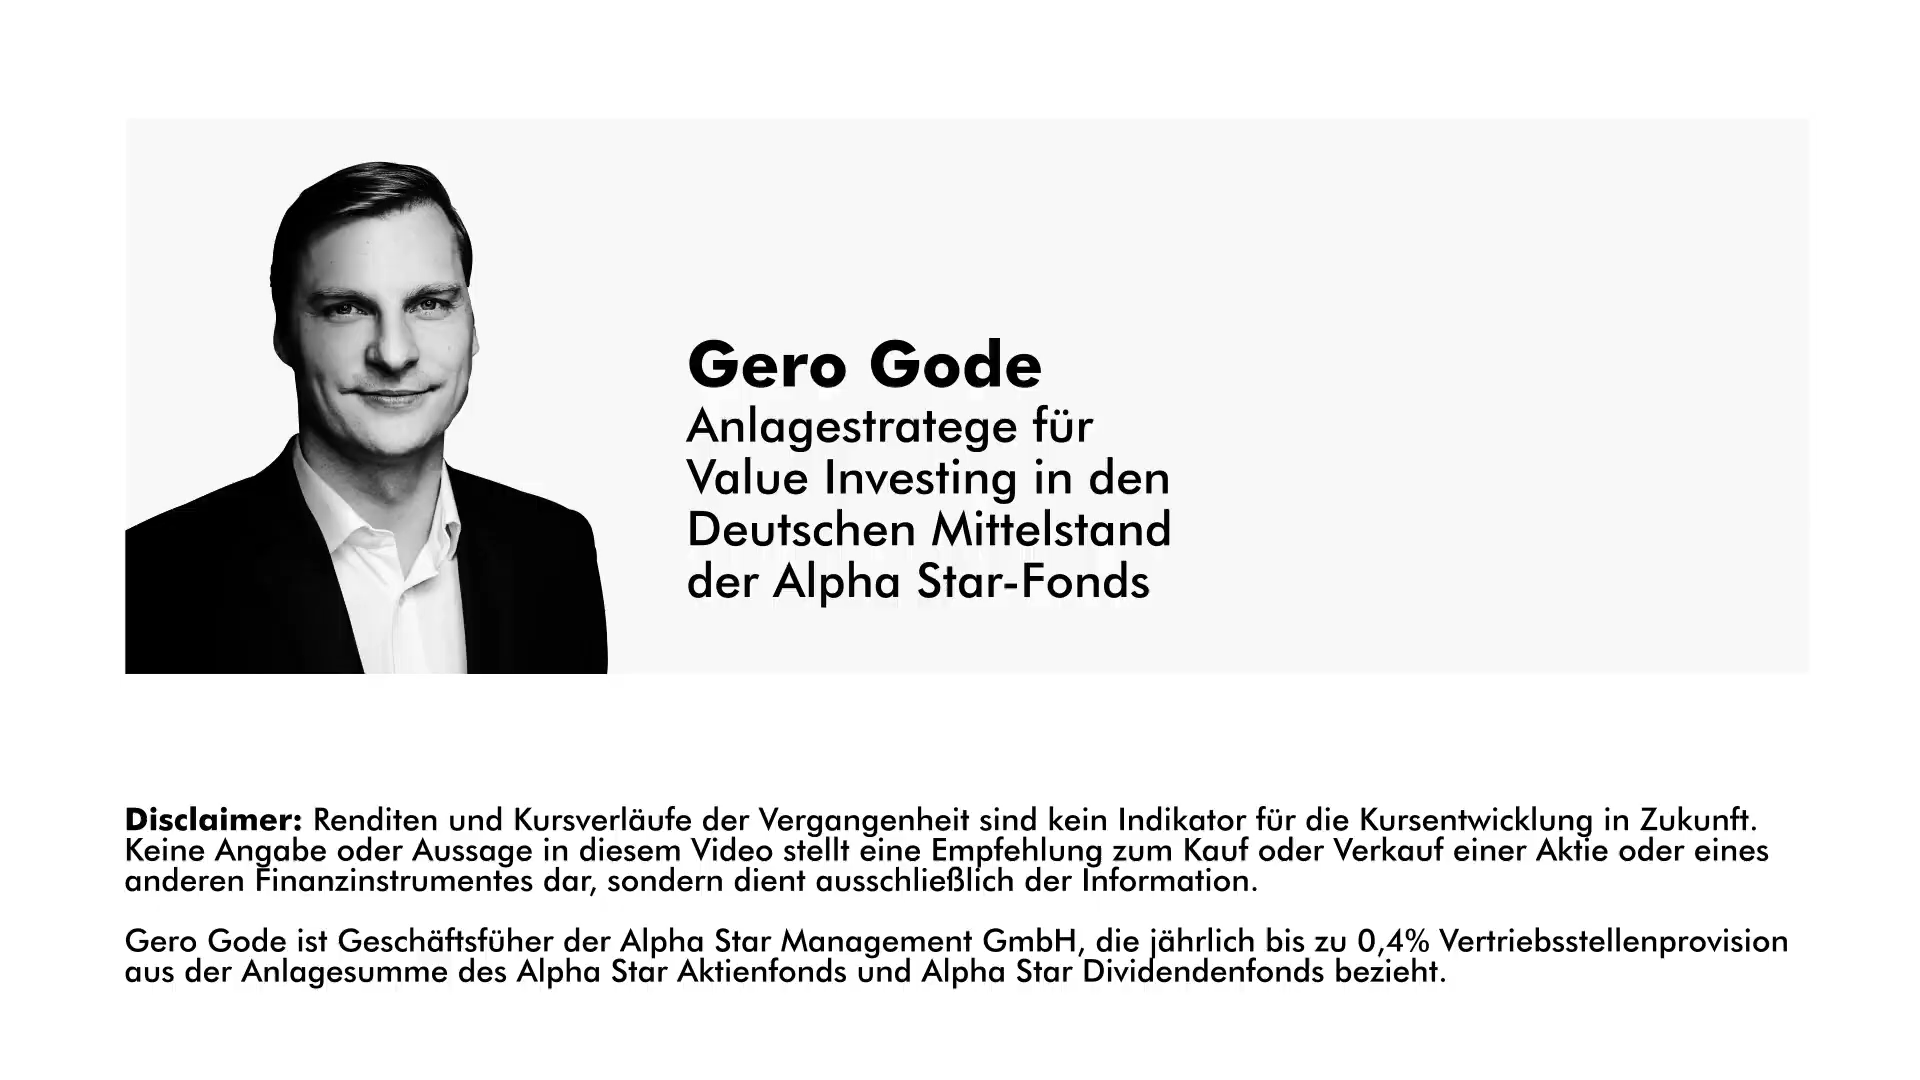 Gero Gode
Anlagestratege für
Value Investing in den
Deutschen Mittelstand
der Alpha Star-Fonds
Disclaimer: Renditen und Kursverläufe der Vergangenheit sind kein Indikator für die Kursentwicklung in Zukunft.
Keine Angabe oder Aussage in diesem Video stellt eine Empfehlung zum Kauf oder Verkauf einer Aktie oder eines
anderen Finanzinstrumentes dar, sondern dient ausschließlich der Information.
Gero Gode ist Geschäftsfüher der Alpha Star Management GmbH, die jährlich bis zu 0,4% Vertriebsstellenprovision
aus der Anlagesumme des Alpha Star Aktienfonds und Alpha Star Dividendenfonds bezieht.